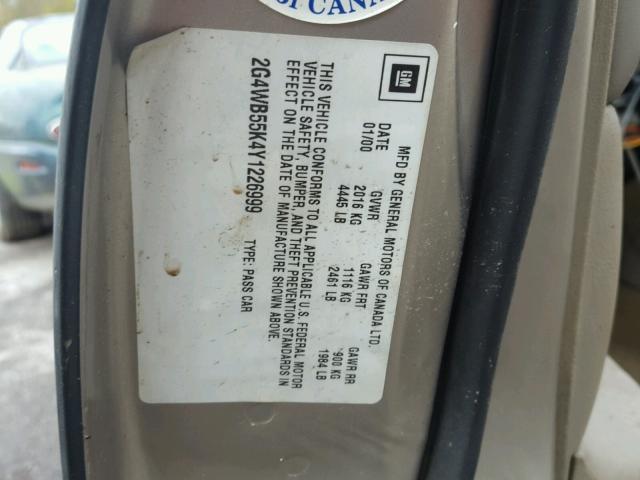 of CANADA
GM
MFD BY GENERAL MOTORS OF CANADA LTD.
DATE GVWR GAWR FRT GAWR RR
01/00 2016 KG 1116 KG 900 KG
4445 LB 2461 LB 1984 LB
THIS VEHICLE CONFORMS TO ALL APPLICABLE U.S. FEDERAL MOTOR
VEHICLE SAFETY, BUMPER, AND THEFT PREVENTION STANDARDS IN
EFFECT ON THE DATE OF MANUFACTURE SHOWN ABOVE.
2G4WB55K4Y1226999 TYPE: PASS CAR